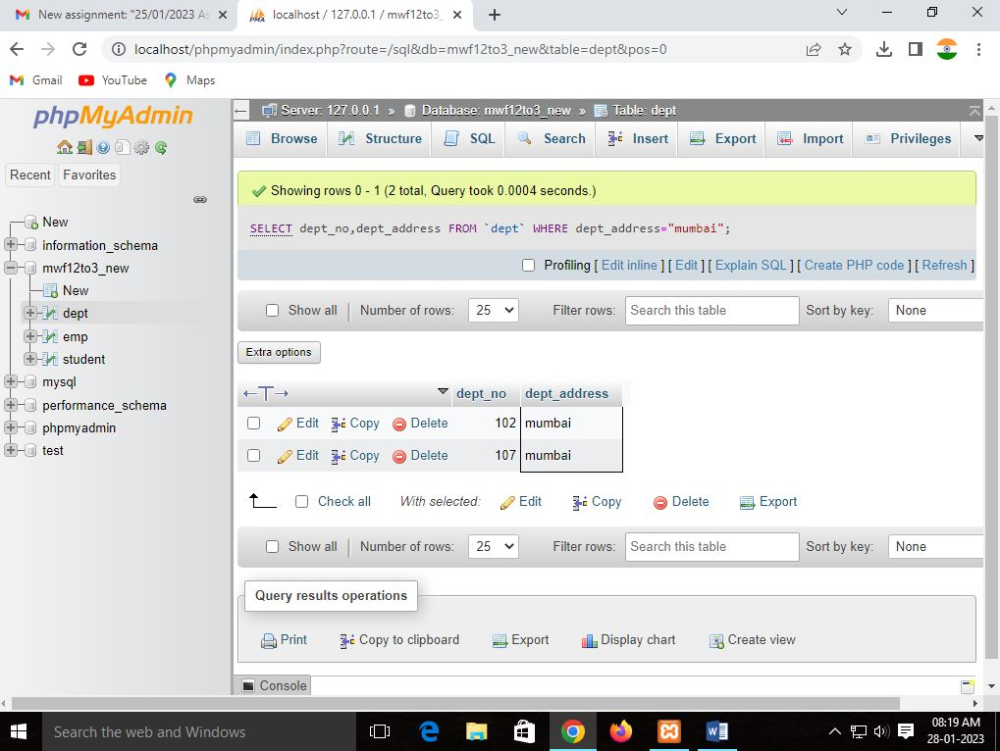 New assignment: "25/01/2023 As
localhost / 127.0.0.1 / mwf12to3_
localhost/phpmyadmin/index.php?route=/sql&db=mwf12to3_new&table=dept&pos=0
Gmail YouTube Maps
phpMyAdmin
Recent Favorites
New
information_schema
mwf12to3_new
New
dept
emp
student
mysql
performance_schema
phpmyadmin
test
Server: 127.0.0.1 » Database: mwf12to3_new » Table: dept
Browse Structure SQL Search Insert Export Import Privileges
Showing rows 0 - 1 (2 total, Query took 0.0004 seconds.)
SELECT dept_no,dept_address FROM `dept` WHERE dept_address="mumbai";
Profiling [ Edit inline ] [ Edit ] [ Explain SQL ] [ Create PHP code ] [ Refresh ]
Show all Number of rows: 25 Filter rows: Search this table Sort by key: None
Extra options
dept_no dept_address
Edit Copy Delete 102 mumbai
Edit Copy Delete 107 mumbai
Check all With selected: Edit Copy Delete Export
Show all Number of rows: 25 Filter rows: Search this table Sort by key: None
Query results operations
Print Copy to clipboard Export Display chart Create view
Console
Search the web and Windows
08:19 AM
28-01-2023